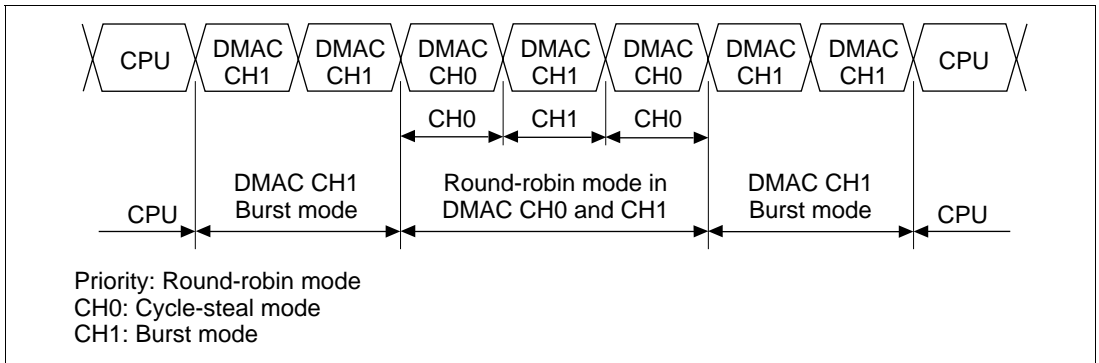 CPU DMAC CH1 DMAC CH1 DMAC CH0 DMAC CH1 DMAC CH0 DMAC CH1 DMAC CH1 CPU
CH0 CH1 CH0
CPU
DMAC CH1
Burst mode
Round-robin mode in
DMAC CH0 and CH1
DMAC CH1
Burst mode
CPU
Priority: Round-robin mode
CH0: Cycle-steal mode
CH1: Burst mode